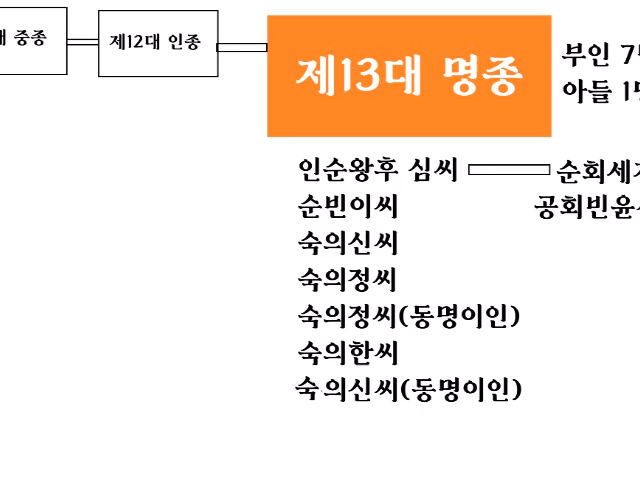 중종
제12대 인종
제13대 명종
부인 7
아들 1
인순왕후 심씨
순회세
순빈이씨
공회빈윤
숙의신씨
숙의정씨
숙의정씨(동명이인)
숙의한씨
숙의신씨(동명이인)